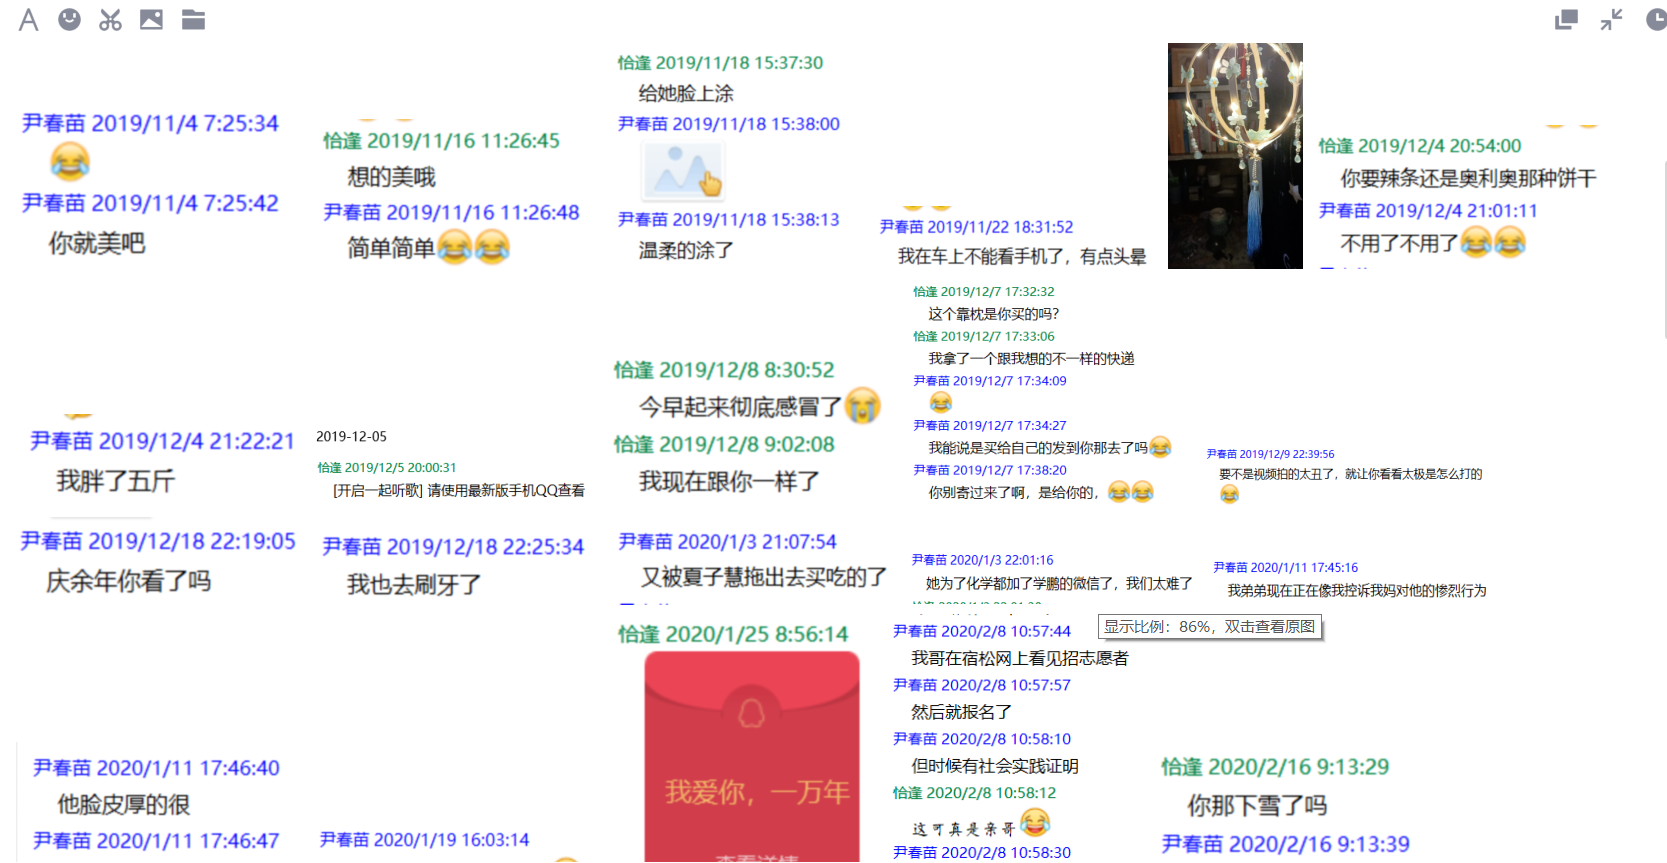 恰逢 2019/11/18 15:37:30
给她脸上涂
尹春苗 2019/11/18 15:38:00
尹春苗 2019/11/18 15:38:13
温柔的涂了
尹春苗 2019/11/4 7:25:34
尹春苗 2019/11/4 7:25:42
你就美吧
恰逢 2019/11/16 11:26:45
想的美哦
尹春苗 2019/11/16 11:26:48
简单简单
尹春苗 2019/11/22 18:31:52
我在车上不能看手机了，有点头晕
恰逢 2019/12/4 20:54:00
你要辣条还是奥利奥那种饼干
尹春苗 2019/12/4 21:01:11
不用了不用了
恰逢 2019/12/7 17:32:32
这个靠枕是你买的吗?
恰逢 2019/12/7 17:33:06
我拿了一个跟我想的不一样的快递
尹春苗 2019/12/7 17:34:09
尹春苗 2019/12/7 17:34:27
我能说是买给自己的发到你那去了吗
尹春苗 2019/12/7 17:38:20
你别寄过来了啊，是给你的，
恰逢 2019/12/8 8:30:52
今早起来彻底感冒了
恰逢 2019/12/8 9:02:08
我现在跟你一样了
尹春苗 2019/12/4 21:22:21
我胖了五斤
2019-12-05
恰逢 2019/12/5 20:00:31
[开启一起听歌] 请使用最新版手机QQ查看
尹春苗 2019/12/9 22:39:56
要不是视频拍的太丑了，就让你看看太极是怎么打的
尹春苗 2019/12/18 22:19:05
庆余年你看了吗
尹春苗 2019/12/18 22:25:34
我也去刷牙了
尹春苗 2020/1/3 21:07:54
又被夏子慧拖出去买吃的了
尹春苗 2020/1/3 22:01:16
她为了化学都加了学鹏的微信了，我们太难了
尹春苗 2020/1/11 17:45:16
我弟弟现在正在像我控诉我妈对他的惨烈行为
显示比例：86%，双击查看原图
恰逢 2020/1/25 8:56:14
我爱你，一万年
尹春苗 2020/2/8 10:57:44
我哥在宿松网上看见招志愿者
尹春苗 2020/2/8 10:57:57
然后就报名了
尹春苗 2020/2/8 10:58:10
但时候有社会实践证明
恰逢 2020/2/8 10:58:12
这可真是亲哥
尹春苗 2020/2/8 10:58:30
尹春苗 2020/1/11 17:46:40
他脸皮厚的很
尹春苗 2020/1/11 17:46:47
尹春苗 2020/1/19 16:03:14
恰逢 2020/2/16 9:13:29
你那下雪了吗
尹春苗 2020/2/16 9:13:39